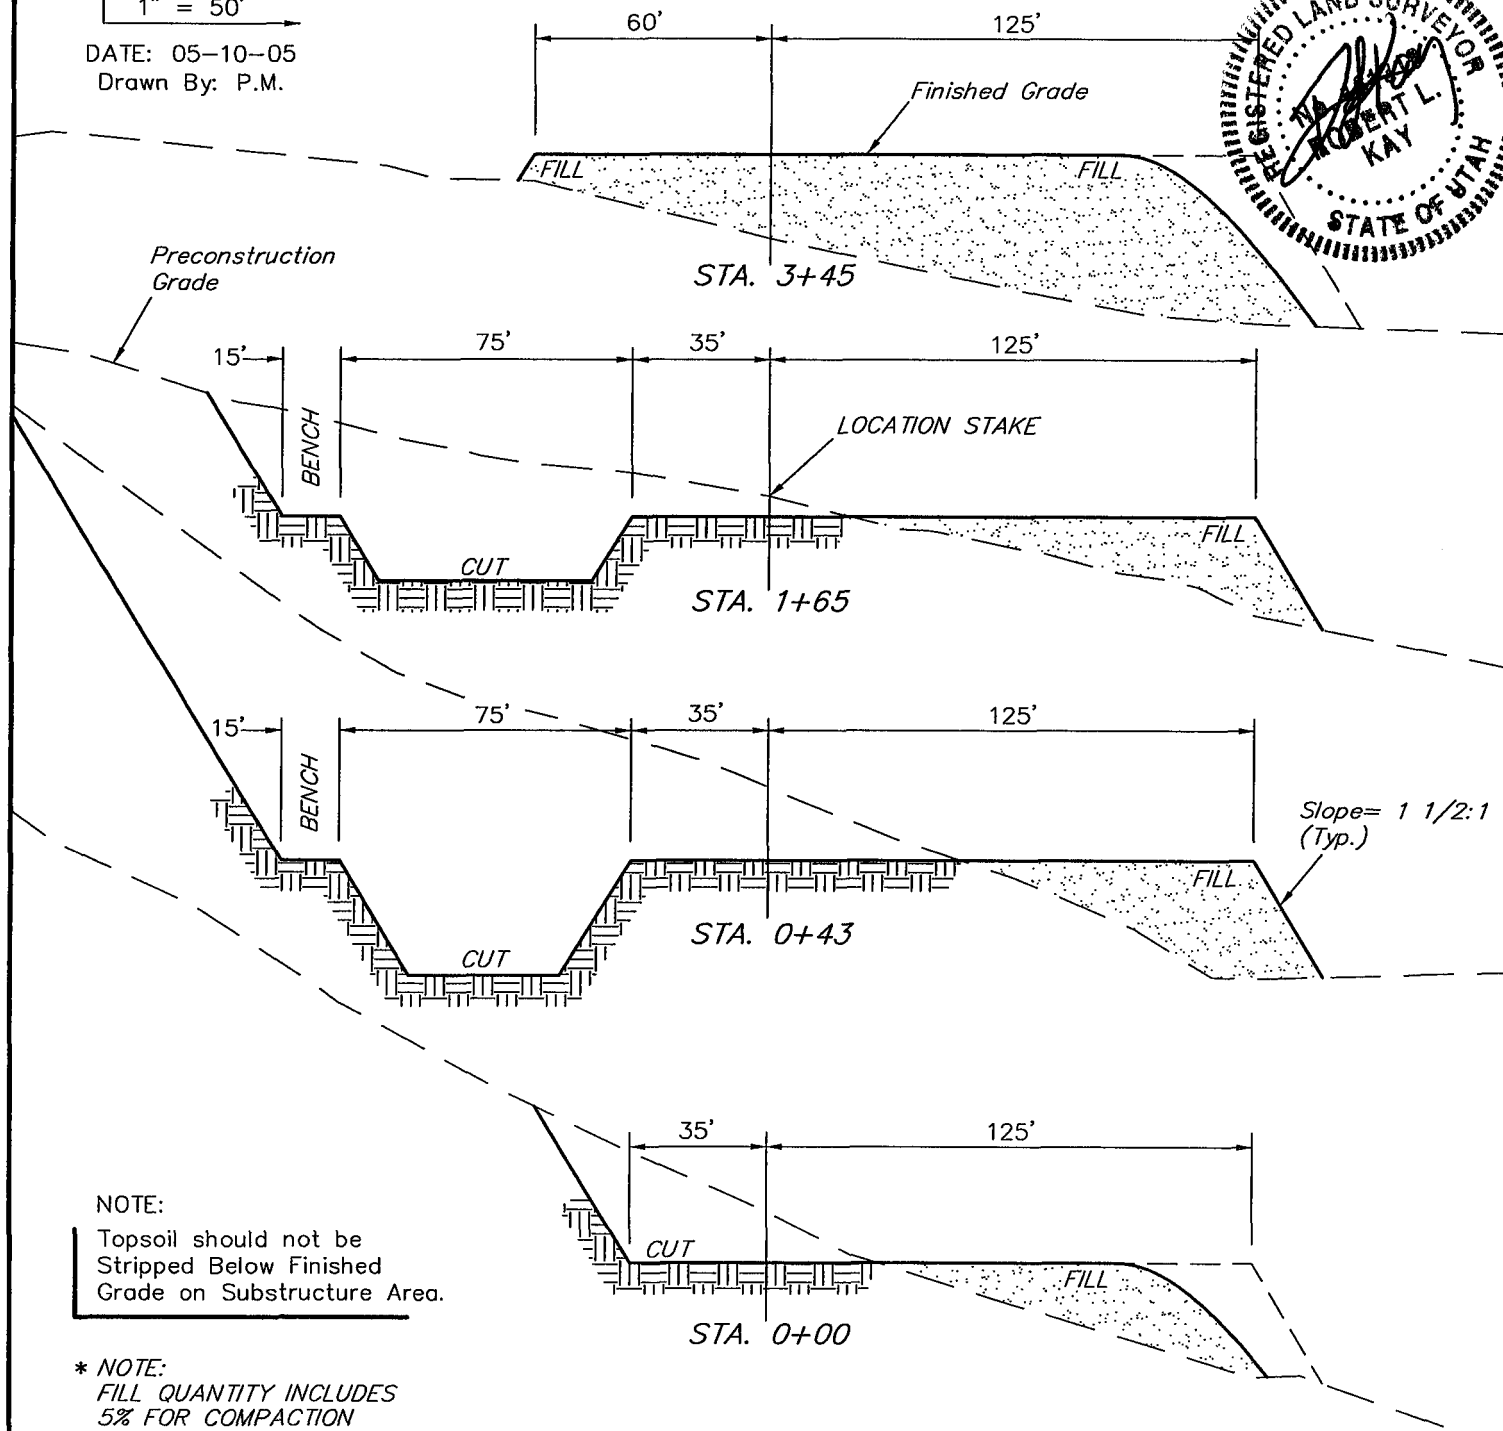 1" = 50'
DATE: 05-10-05
Drawn By: P.M.
60'
125'
REGISTERED LAND SURVEYOR
ROBERT L.
KAY
STATE OF UTAH
Finished Grade
FILL
FILL
STA. 3+45
Preconstruction
Grade
15'
75'
35'
125'
BENCH
LOCATION STAKE
CUT
FILL
STA. 1+65
15'
75'
35'
125'
BENCH
Slope= 1 1/2:1
(Typ.)
CUT
FILL
STA. 0+43
35'
125'
CUT
FILL
STA. 0+00
NOTE:
Topsoil should not be
Stripped Below Finished
Grade on Substructure Area.
* NOTE:
FILL QUANTITY INCLUDES
5% FOR COMPACTION